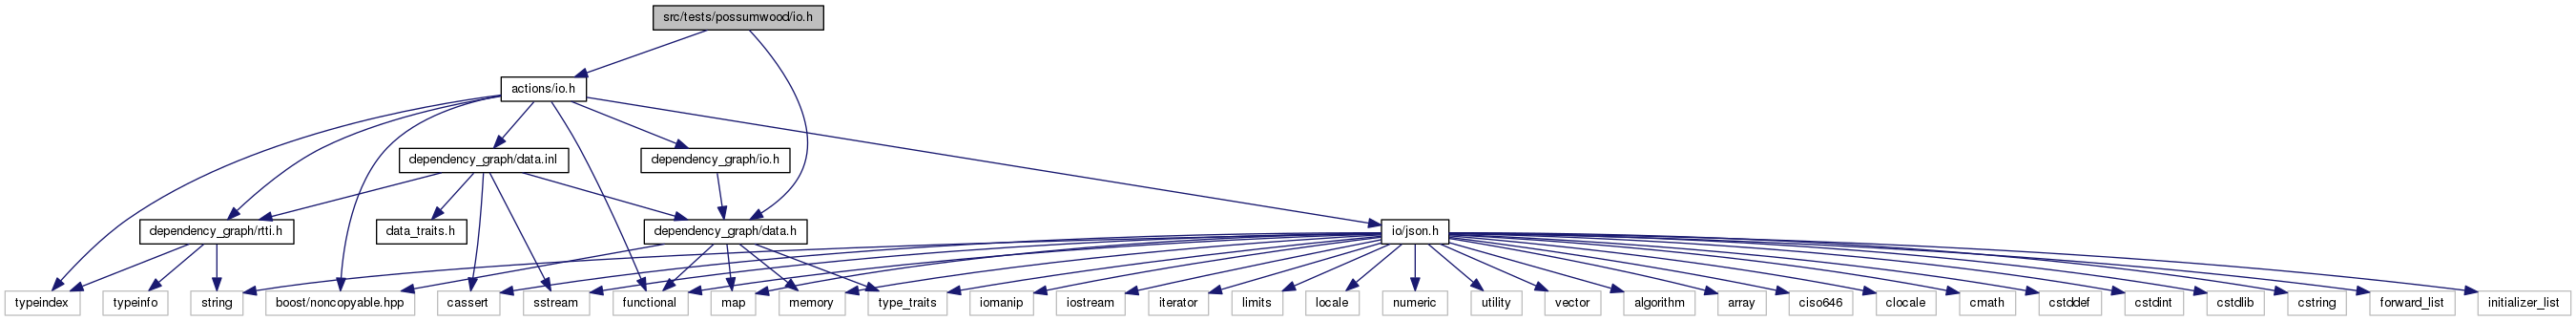 src/tests/possumwood/io.h
actions/io.h
dependency_graph/data.inl
dependency_graph/io.h
dependency_graph/rtti.h
data_traits.h
dependency_graph/data.h
io/json.h
typeindex
typeinfo
string
boost/noncopyable.hpp
cassert
sstream
functional
map
memory
type_traits
iomanip
iostream
iterator
limits
locale
numeric
utility
vector
algorithm
array
ciso646
clocale
cmath
cstddef
cstdint
cstdlib
cstring
forward_list
initializer_list